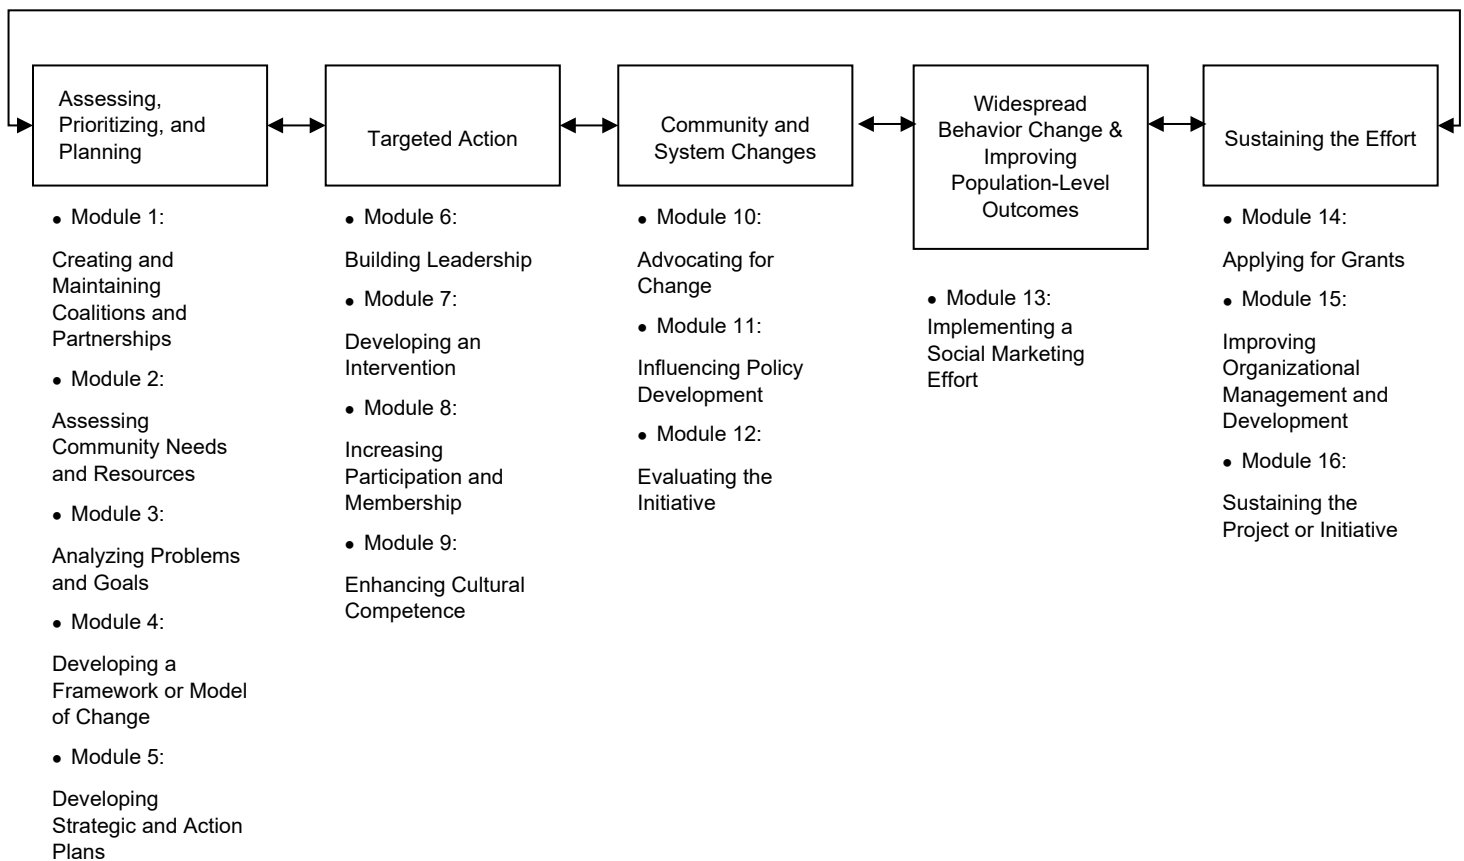 Assessing,
Prioritizing, and
Planning
• Module 1:
Creating and
Maintaining
Coalitions and
Partnerships
• Module 2:
Assessing
Community Needs
and Resources
• Module 3:
Analyzing Problems
and Goals
• Module 4:
Developing a
Framework or Model
of Change
• Module 5:
Developing
Strategic and Action
Plans
Targeted Action
• Module 6:
Building Leadership
• Module 7:
Developing an
Intervention
• Module 8:
Increasing
Participation and
Membership
• Module 9:
Enhancing Cultural
Competence
Community and
System Changes
• Module 10:
Advocating for
Change
• Module 11:
Influencing Policy
Development
• Module 12:
Evaluating the
Initiative
Widespread
Behavior Change &
Improving
Population-Level
Outcomes
• Module 13:
Implementing a
Social Marketing
Effort
Sustaining the Effort
• Module 14:
Applying for Grants
• Module 15:
Improving
Organizational
Management and
Development
• Module 16:
Sustaining the
Project or Initiative